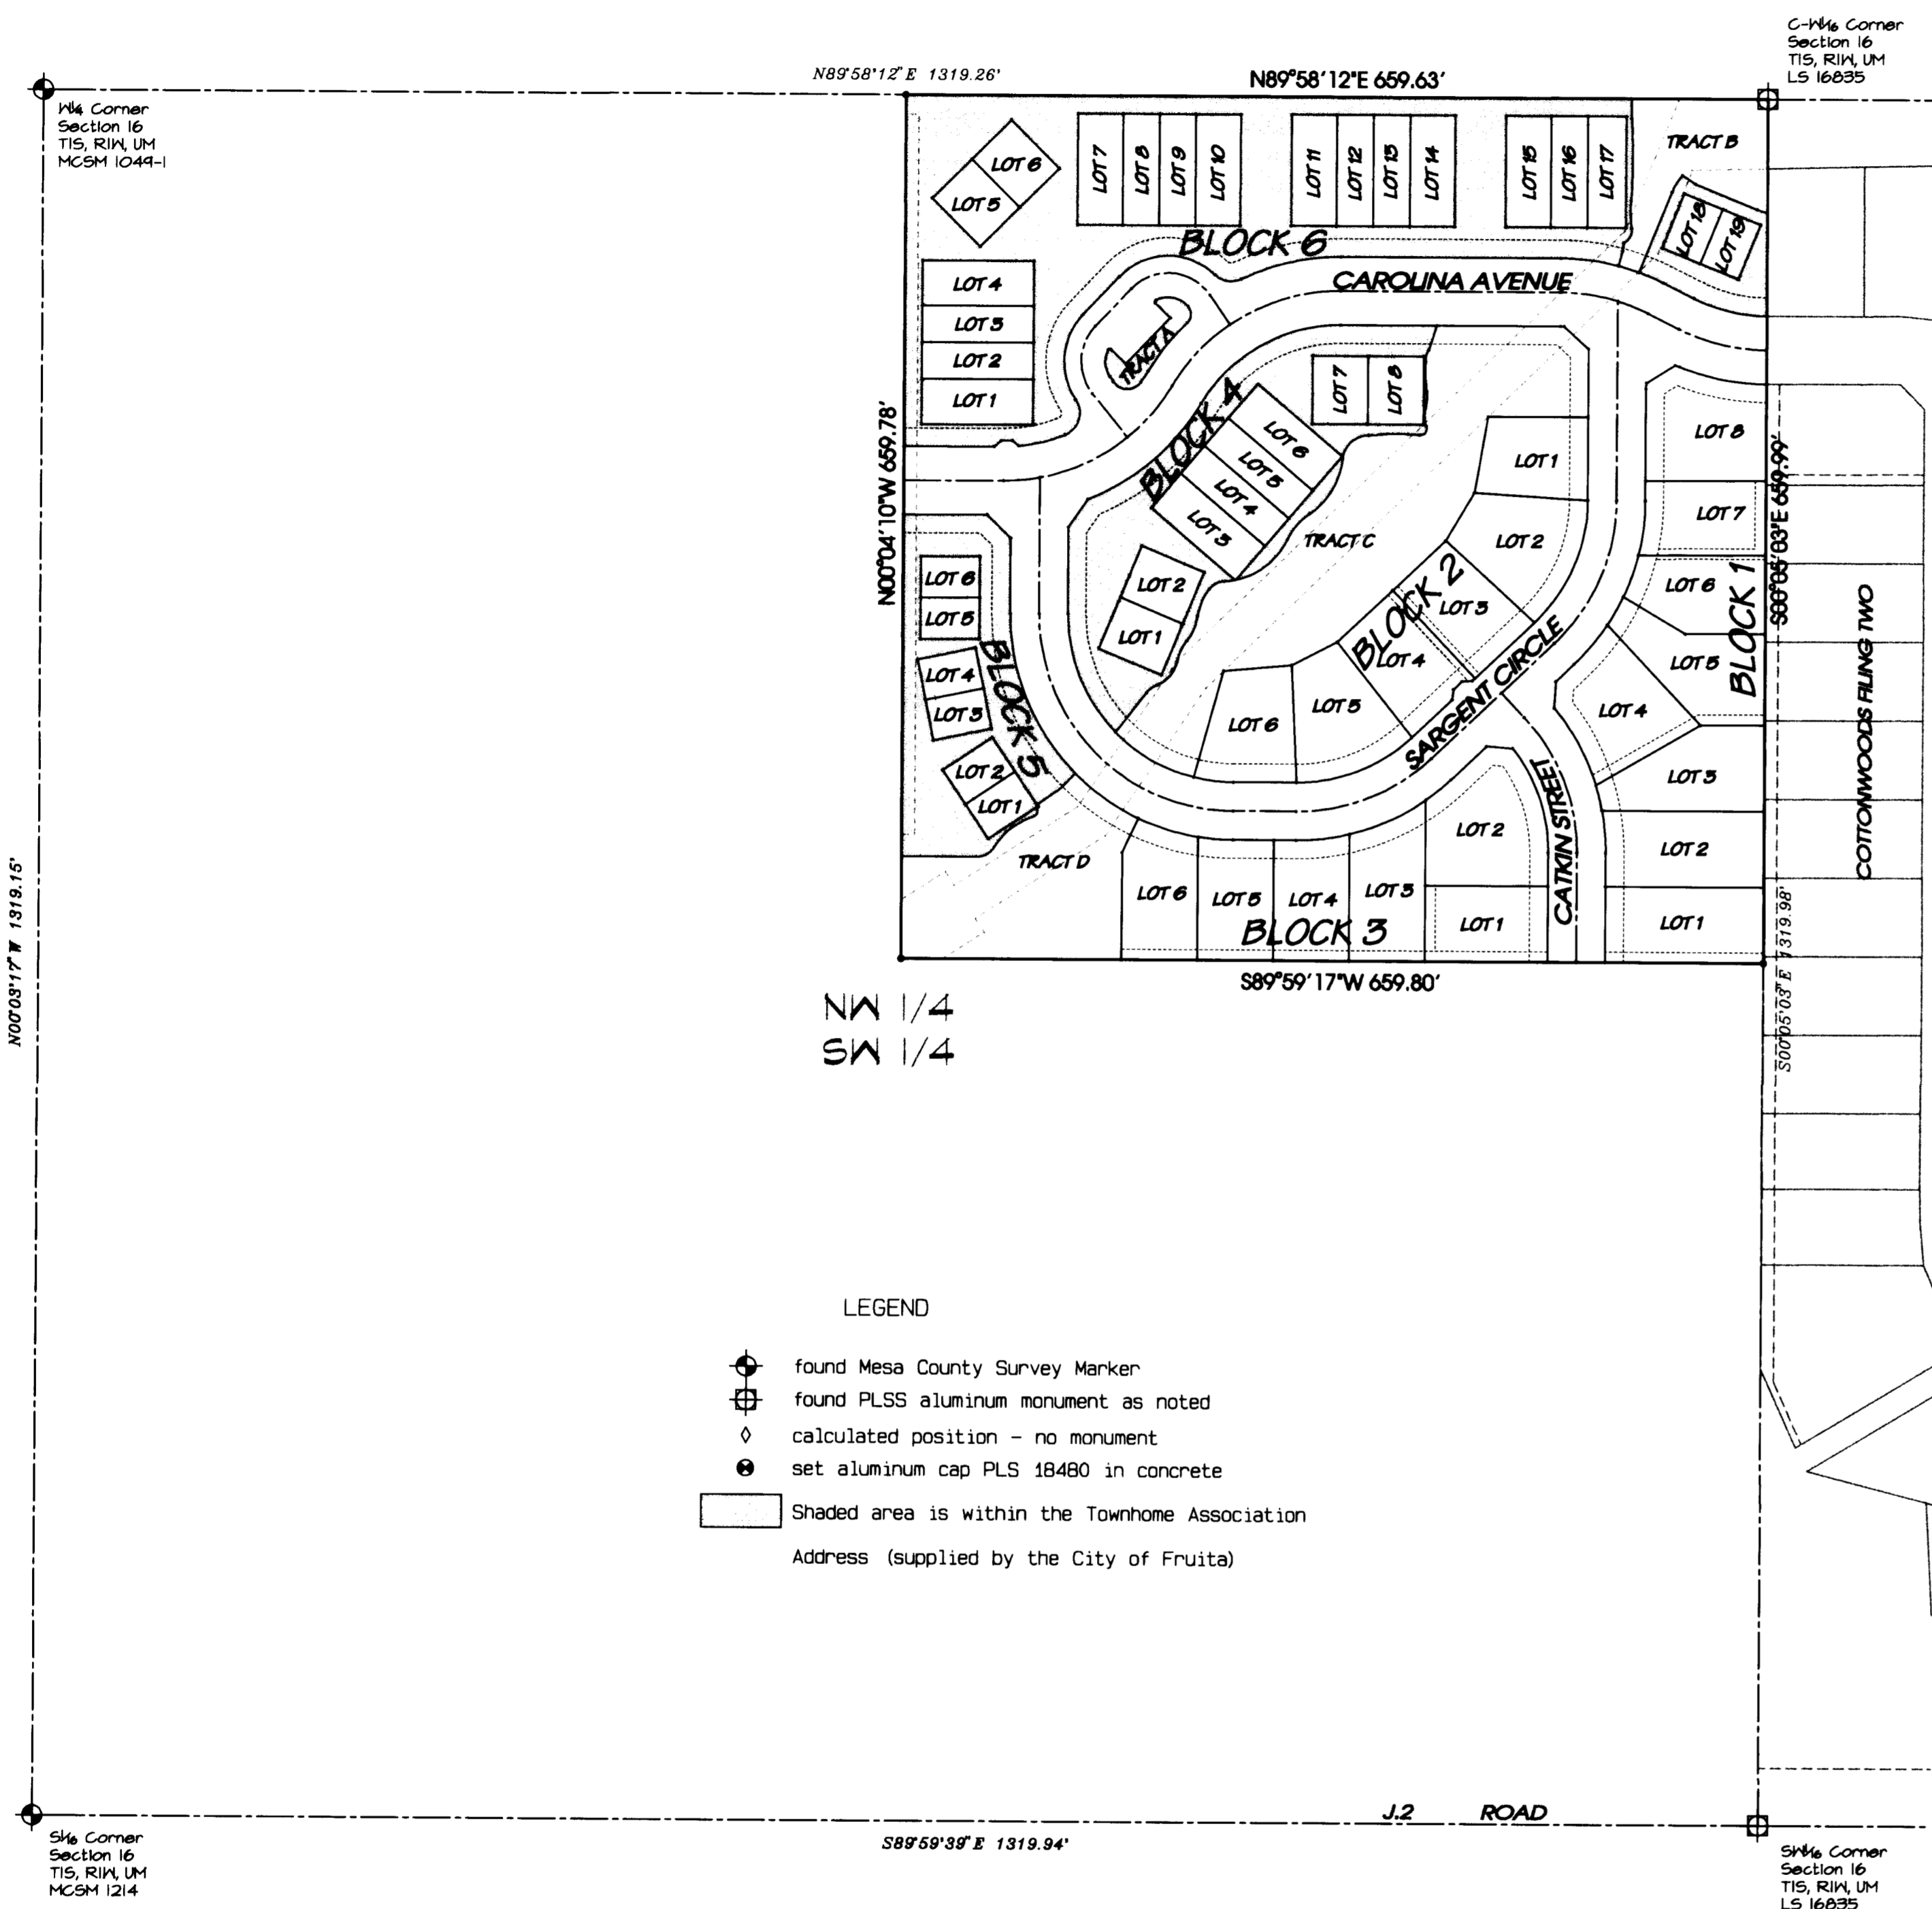 C-W1/16 Corner
Section 16
T1S, R1W, UM
LS 16835
N89°58'12"E 1319.26'
N89°58'12"E 659.63'
W1/4 Corner
Section 16
T1S, R1W, UM
MCSM 1049-1
TRACT B
LOT 6
LOT 5
LOT 7
LOT 8
LOT 9
LOT 10
LOT 11
LOT 12
LOT 13
LOT 14
LOT 15
LOT 16
LOT 17
LOT 18
LOT 19
BLOCK 6
CAROLINA AVENUE
LOT 4
LOT 3
LOT 2
LOT 1
TRACT A
N00°04'10"W 659.78'
BLOCK 4
LOT 7
LOT 8
LOT 6
LOT 5
LOT 4
LOT 3
LOT 2
LOT 1
TRACT C
LOT 1
LOT 2
LOT 3
LOT 4
LOT 5
LOT 6
BLOCK 2
SARGENT CIRCLE
LOT 8
LOT 7
LOT 6
LOT 5
LOT 4
LOT 3
LOT 2
LOT 1
BLOCK 1
S00°05'03"E 659.99'
COTTONWOODS FILING TWO
LOT 6
LOT 5
LOT 4
LOT 3
LOT 2
LOT 1
BLOCK 5
TRACT D
CATKIN STREET
LOT 2
LOT 6
LOT 5
LOT 4
LOT 3
LOT 1
BLOCK 3
S89°59'17"W 659.80'
S00°05'03"E 1319.98'
N00°03'17"W 1319.15'
NW 1/4
SW 1/4
LEGEND
found Mesa County Survey Marker
found PLSS aluminum monument as noted
calculated position - no monument
set aluminum cap PLS 18480 in concrete
Shaded area is within the Townhome Association
Address (supplied by the City of Fruita)
J.2 ROAD
S89°59'39"E 1319.94'
S1/16 Corner
Section 16
T1S, R1W, UM
MCSM 1214
SW1/16 Corner
Section 16
T1S, R1W, UM
LS 16835